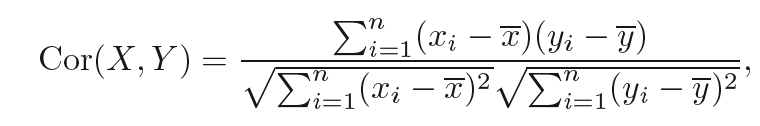 Cor(X, Y) = \frac{\sum_{i=1}^{n}(x_i - \overline{x})(y_i - \overline{y})}{\sqrt{\sum_{i=1}^{n}(x_i - \overline{x})^2}\sqrt{\sum_{i=1}^{n}(y_i - \overline{y})^2}},